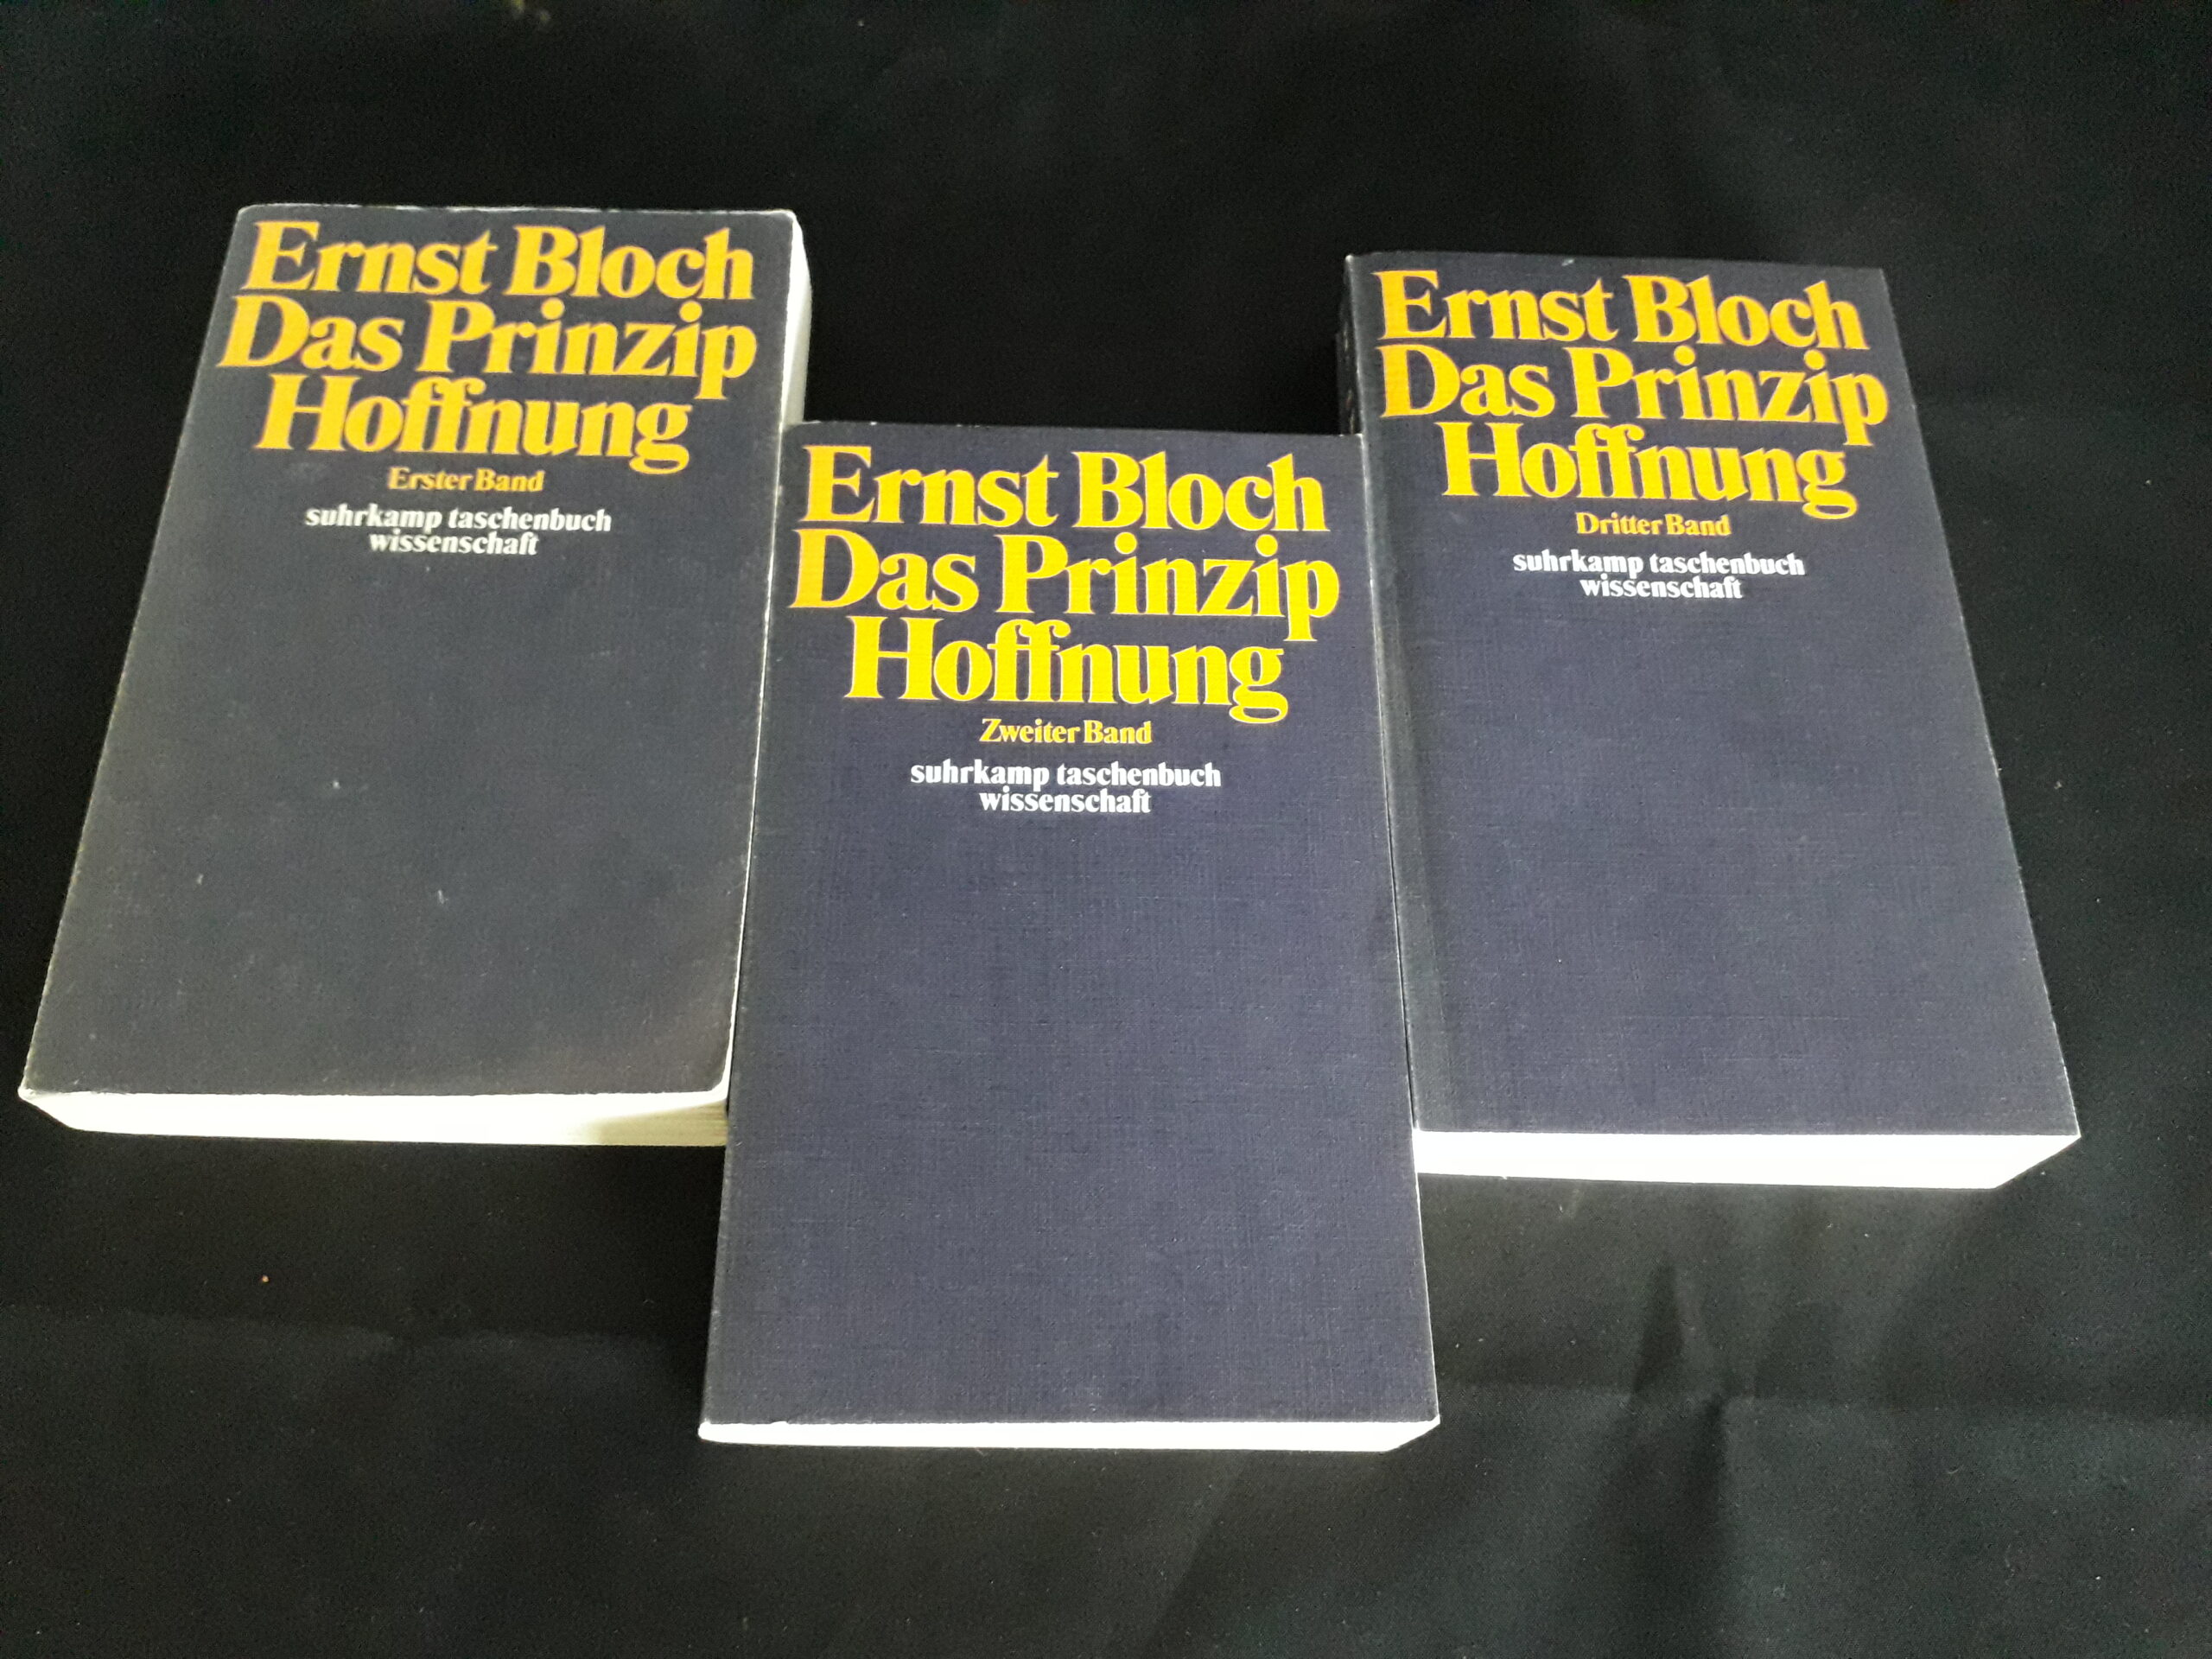 Ernst Bloch
Das Prinzip
Hoffnung
Erster Band
suhrkamp taschenbuch
wissenschaft
Ernst Bloch
Das Prinzip
Hoffnung
Zweiter Band
suhrkamp taschenbuch
wissenschaft
Ernst Bloch
Das Prinzip
Hoffnung
Dritter Band
suhrkamp taschenbuch
wissenschaft